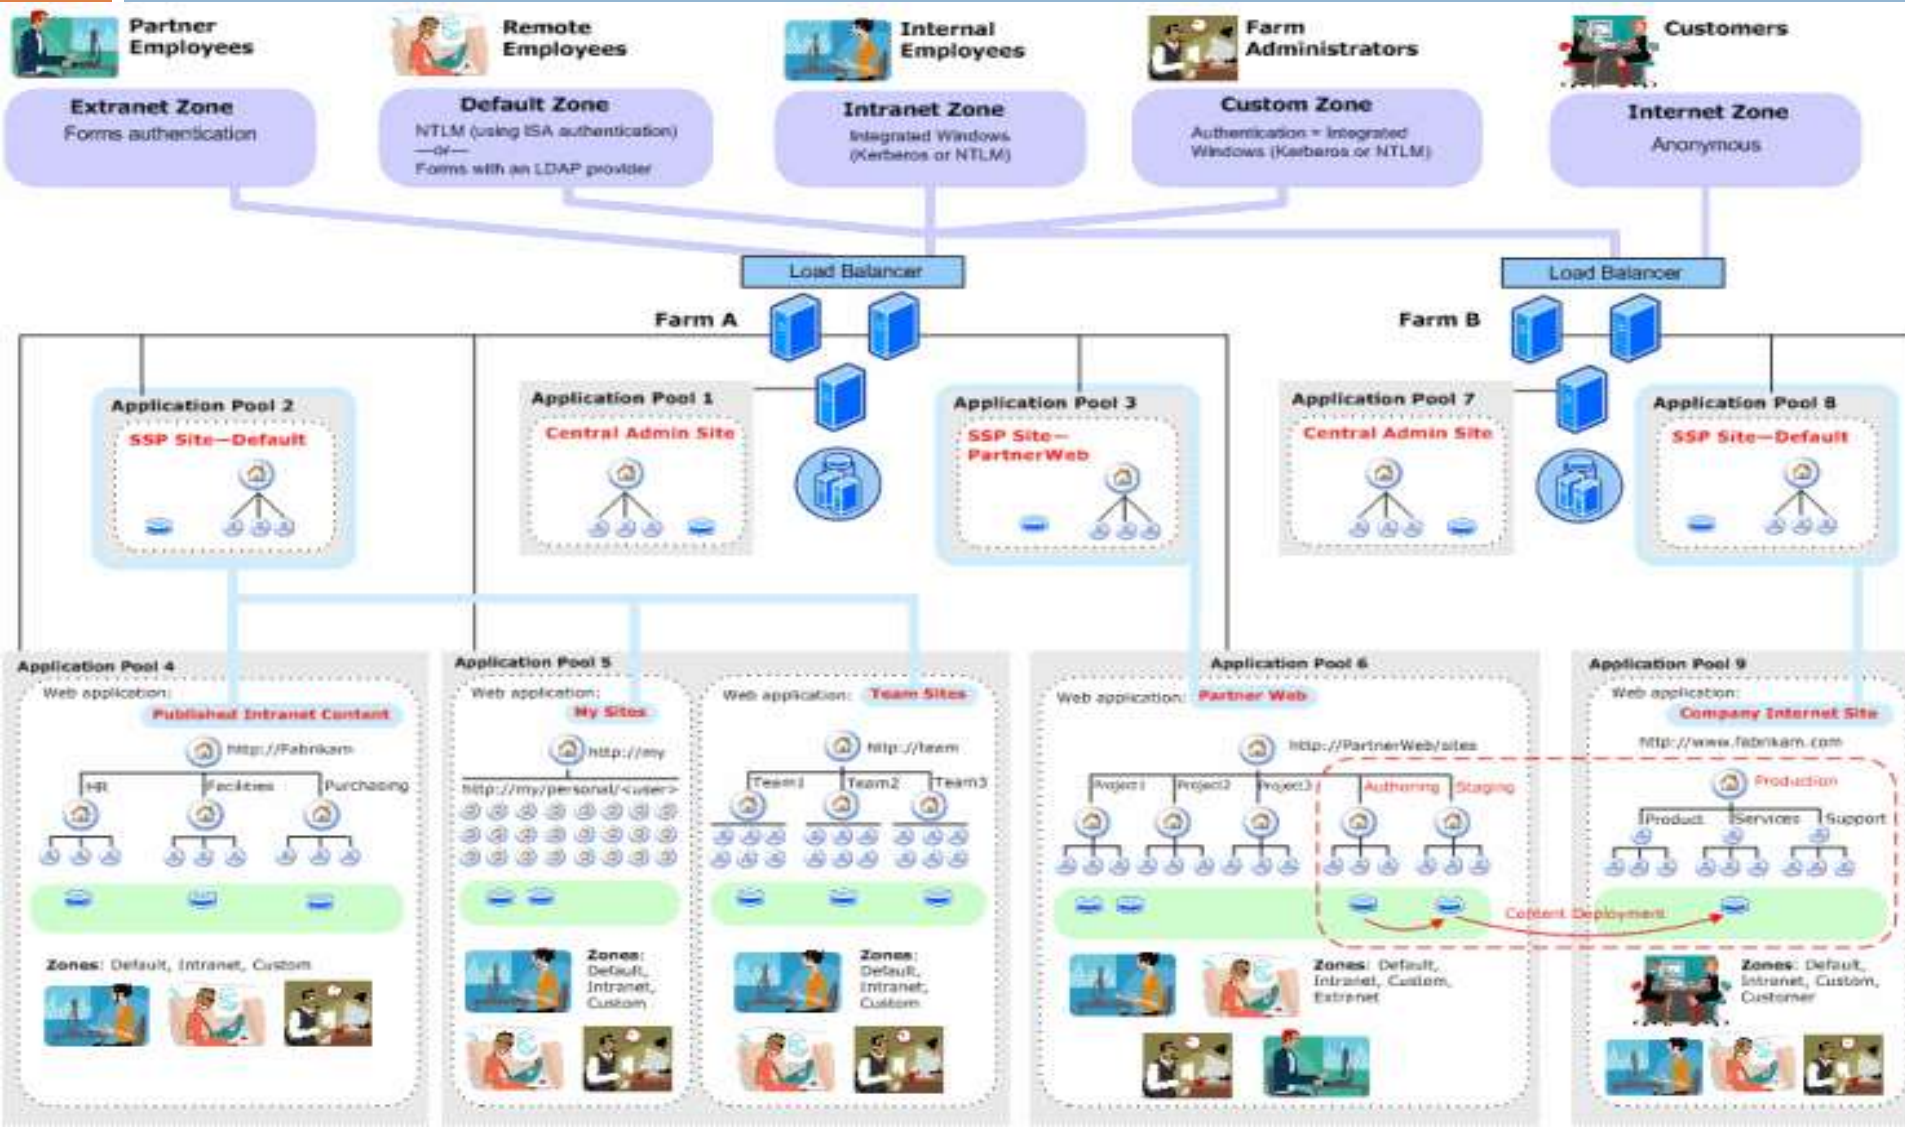 Partner
Employees
Remote
Employees
Internal
Employees
Farm
Administrators
Customers
Extranet Zone
Forms authentication
Default Zone
NTLM (using ISA authentication)
—or—
Forms with an LDAP provider
Intranet Zone
Integrated Windows
(Kerberos or NTLM)
Custom Zone
Authentication = Integrated
Windows (Kerberos or NTLM)
Internet Zone
Anonymous
Load Balancer
Load Balancer
Farm A
Farm B
Application Pool 2
SSP Site—Default
Application Pool 1
Central Admin Site
Application Pool 3
SSP Site—
PartnerWeb
Application Pool 7
Central Admin Site
Application Pool 8
SSP Site—Default
Application Pool 4
Web application:
Published Intranet Content
http://Fabrikam
HR
Facilities
Purchasing
Zones: Default, Intranet, Custom
Application Pool 5
Web application:
My Sites
http://my
http://my/personal/<user>
Zones:
Default,
Intranet,
Custom
Web application: Team Sites
http://team
Team1
Team2
Team3
Zones:
Default,
Intranet,
Custom
Application Pool 6
Web application: Partner Web
http://PartnerWeb/sites
Project1
Project2
Project3
Authoring
Staging
Content Deployment
Zones: Default,
Intranet, Custom,
Extranet
Application Pool 9
Web application:
Company Internet Site
http://www.fabrikam.com
Production
Product
Services
Support
Zones: Default,
Intranet, Custom,
Customer